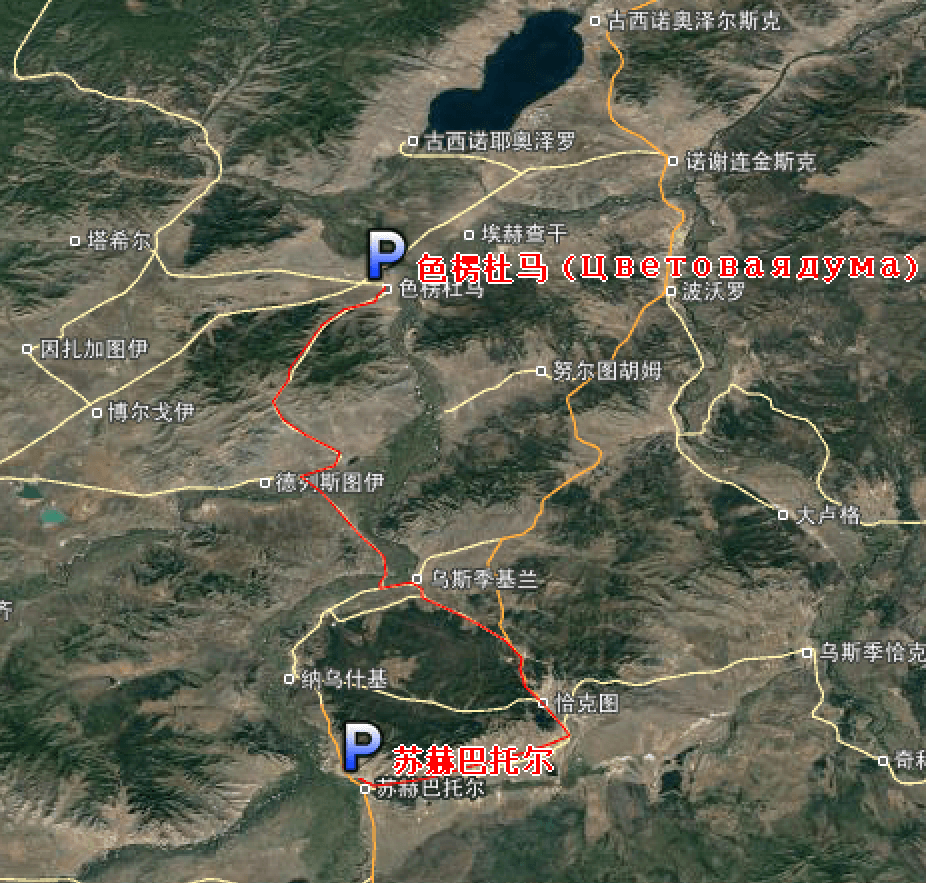 古西诺奥泽尔斯克
古西诺耶奥泽罗
诺谢连金斯克
塔希尔
埃赫查干
P
色楞杜马 (Цветоваядума)
色楞杜马
波沃罗
因扎加图伊
努尔图胡姆
博尔戈伊
德列斯图伊
大卢格
乌斯季基兰
齐
乌斯季恰克
纳乌什基
恰克图
P
苏赫巴托尔
奇科
苏赫巴托尔